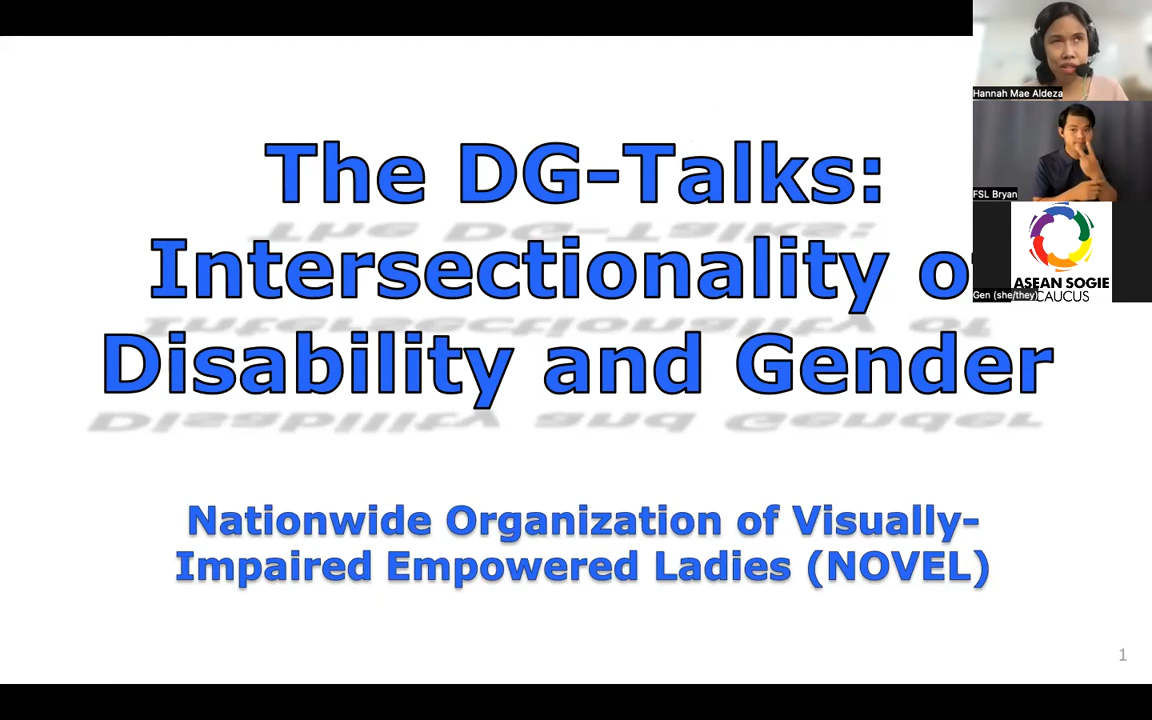 The DG-Talks:
Intersectionality of
Disability and Gender
Nationwide Organization of Visually-
Impaired Empowered Ladies (NOVEL)
1
Hannah Mae Aldeza
FSL Bryan
ASEAN SOGIE
CAUCUS
Gen (she/they)